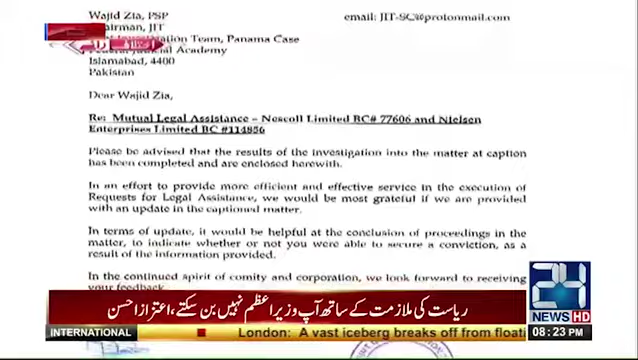 Wajid Zia, PSP
email: JIT-SC@protonmail.com
Chairman, JIT
Investigation Team, Panama Case
Federal Judicial Academy
Islamabad, 4400
Pakistan
Dear Wajid Zia,
Re: Mutual Legal Assistance – Nescoll Limited BC# 77606 and Nielsen
Enterprises Limited BC #114856
Please be advised that the results of the investigation into the matter at caption
has been completed and are enclosed herewith.
In an effort to provide more efficient and effective service in the execution of
Requests for Legal Assistance, we would be most grateful if we are provided
with an update in the captioned matter.
In terms of update, it would be helpful at the conclusion of proceedings in the
matter, to indicate whether or not you were able to secure a conviction, as a
result of the information provided.
In the continued spirit of comity and corporation, we look forward to receiving
your feedback.
ریاست کی ملازمت کے ساتھ آپ وزیراعظم نہیں بن سکتے، اعتزاز احسن
24
NEWS HD
INTERNATIONAL
London: A vast iceberg breaks off from floati
08:23 PM